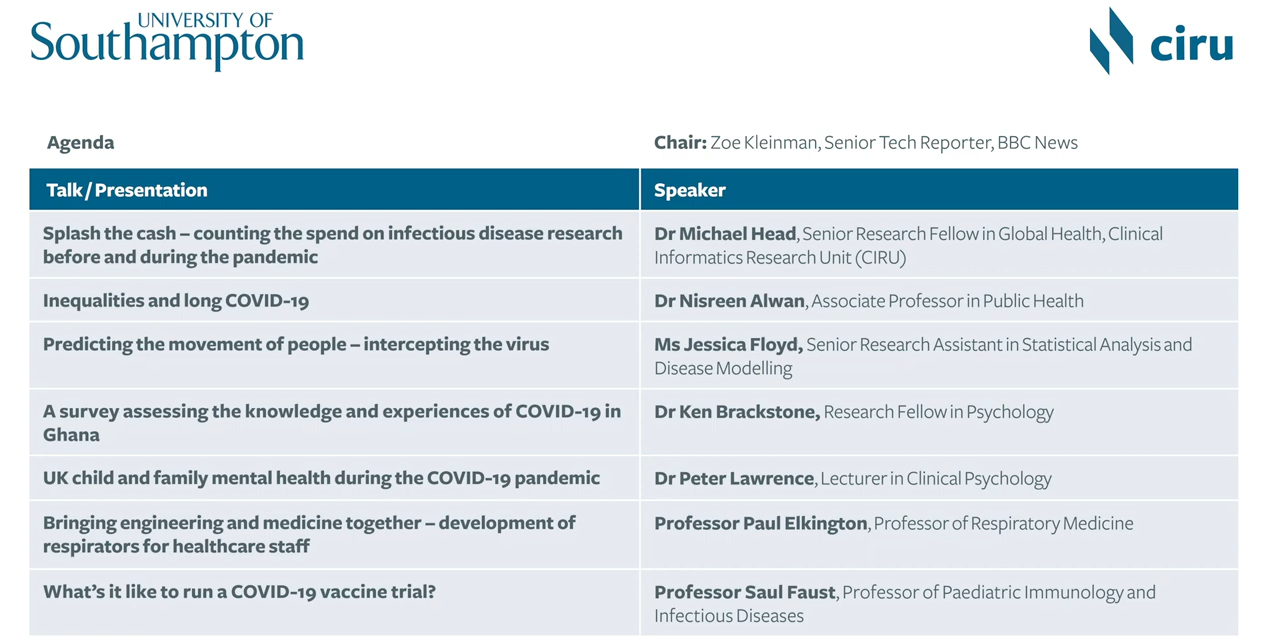 UNIVERSITY OF
Southampton
ciru
Agenda
Chair: Zoe Kleinman, Senior Tech Reporter, BBC News
Talk / Presentation
Speaker
Splash the cash – counting the spend on infectious disease research
before and during the pandemic
Dr Michael Head, Senior Research Fellow in Global Health, Clinical
Informatics Research Unit (CIRU)
Inequalities and long COVID-19
Dr Nisreen Alwan, Associate Professor in Public Health
Predicting the movement of people – intercepting the virus
Ms Jessica Floyd, Senior Research Assistant in Statistical Analysis and
Disease Modelling
A survey assessing the knowledge and experiences of COVID-19 in
Ghana
Dr Ken Brackstone, Research Fellow in Psychology
UK child and family mental health during the COVID-19 pandemic
Dr Peter Lawrence, Lecturer in Clinical Psychology
Bringing engineering and medicine together – development of
respirators for healthcare staff
Professor Paul Elkington, Professor of Respiratory Medicine
What's it like to run a COVID-19 vaccine trial?
Professor Saul Faust, Professor of Paediatric Immunology and
Infectious Diseases